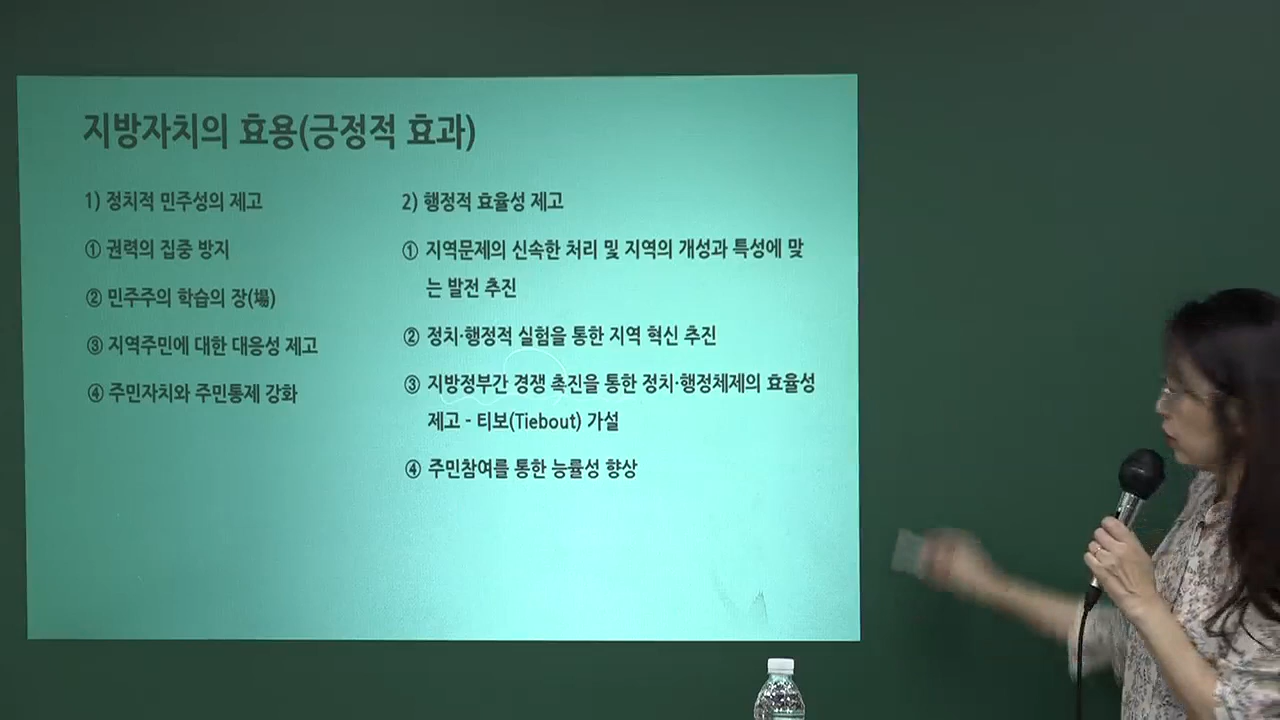 지방자치의 효용(긍정적 효과)
1) 정치적 민주성의 제고
① 권력의 집중 방지
② 민주주의 학습의 장(場)
③ 지역주민에 대한 대응성 제고
④ 주민자치와 주민통제 강화
2) 행정적 효율성 제고
① 지역문제의 신속한 처리 및 지역의 개성과 특성에 맞
는 발전 추진
② 정치·행정적 실험을 통한 지역 혁신 추진
③ 지방정부간 경쟁 촉진을 통한 정치·행정체제의 효율성
제고 - 티보(Tiebout) 가설
④ 주민참여를 통한 능률성 향상